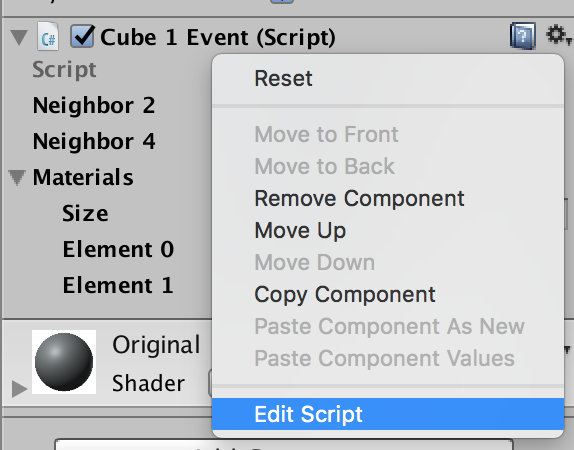 C#
Cube 1 Event (Script)
?
Script
Neighbor 2
Neighbor 4
Materials
Size
Element 0
Element 1
Reset
Move to Front
Move to Back
Remove Component
Move Up
Move Down
Copy Component
Paste Component As New
Paste Component Values
Edit Script
Original
Shader